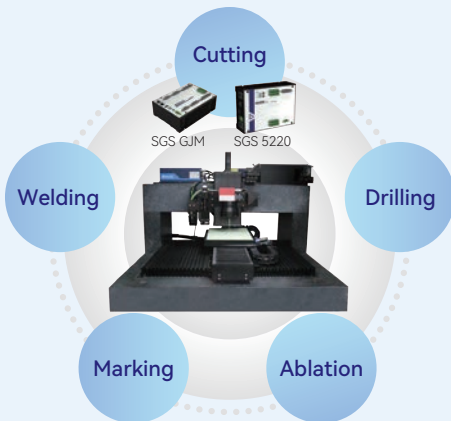 Cutting
SGS GJM
SGS 5220
Welding
Drilling
Marking
Ablation